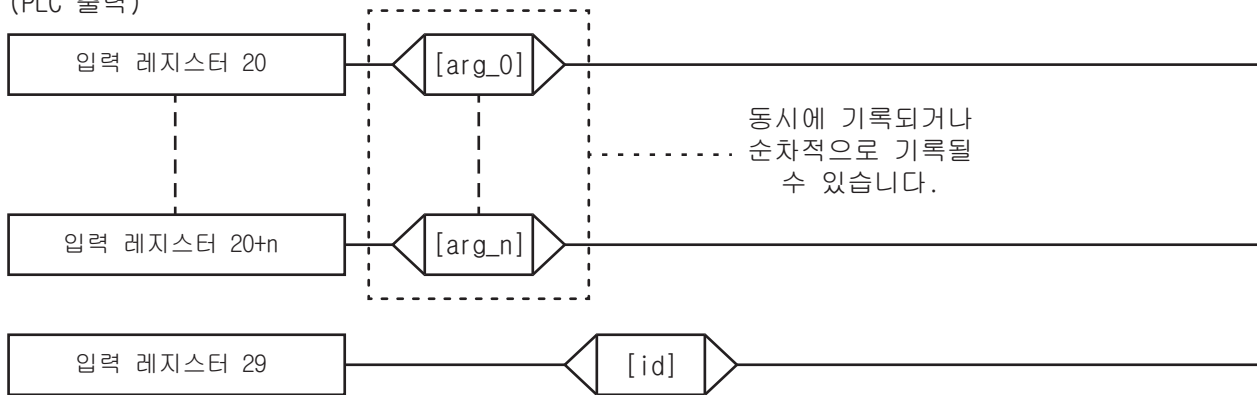 (PLC 출력)
입력 레지스터 20
[arg_0]
동시에 기록되거나
순차적으로 기록될
수 있습니다.
입력 레지스터 20+n
[arg_n]
입력 레지스터 29
[id]